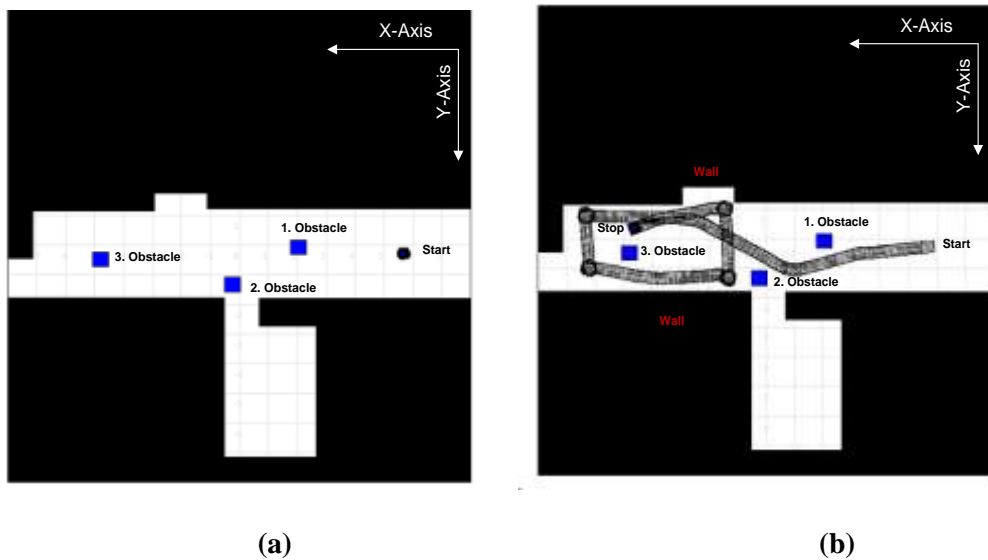 X-Axis
Y-Axis
1. Obstacle
Start
3. Obstacle
2. Obstacle
(a)
X-Axis
Y-Axis
Wall
1. Obstacle
Stop
Start
3. Obstacle
2. Obstacle
Wall
(b)